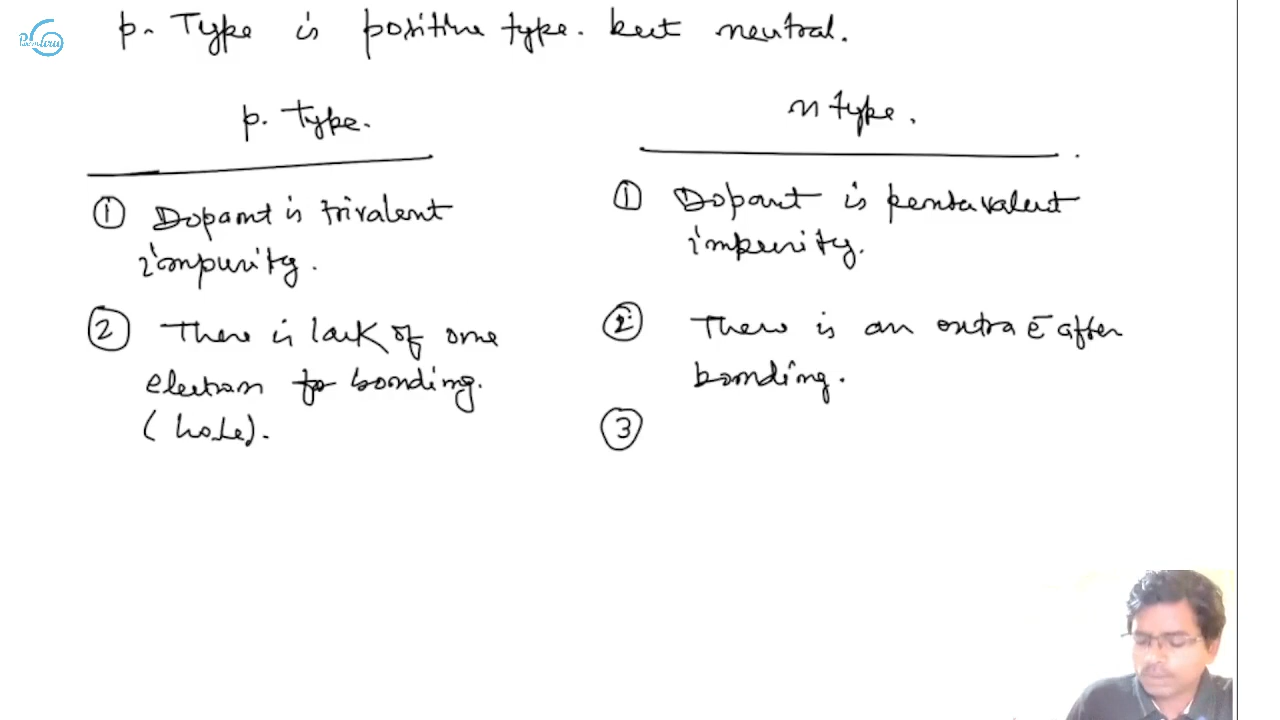 p. Type is positive type. but neutral.
p. Type.
① Dopant is trivalent
impurity.
② There is lack of one
electron to bonding.
(hole).
n type.
① Dopant is pentavalent
impurity.
② There is an extra ē after
bonding.
③